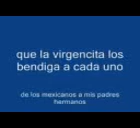 que la virgencita los
bendiga a cada uno
de los mexicanos a mis padres
hermanos